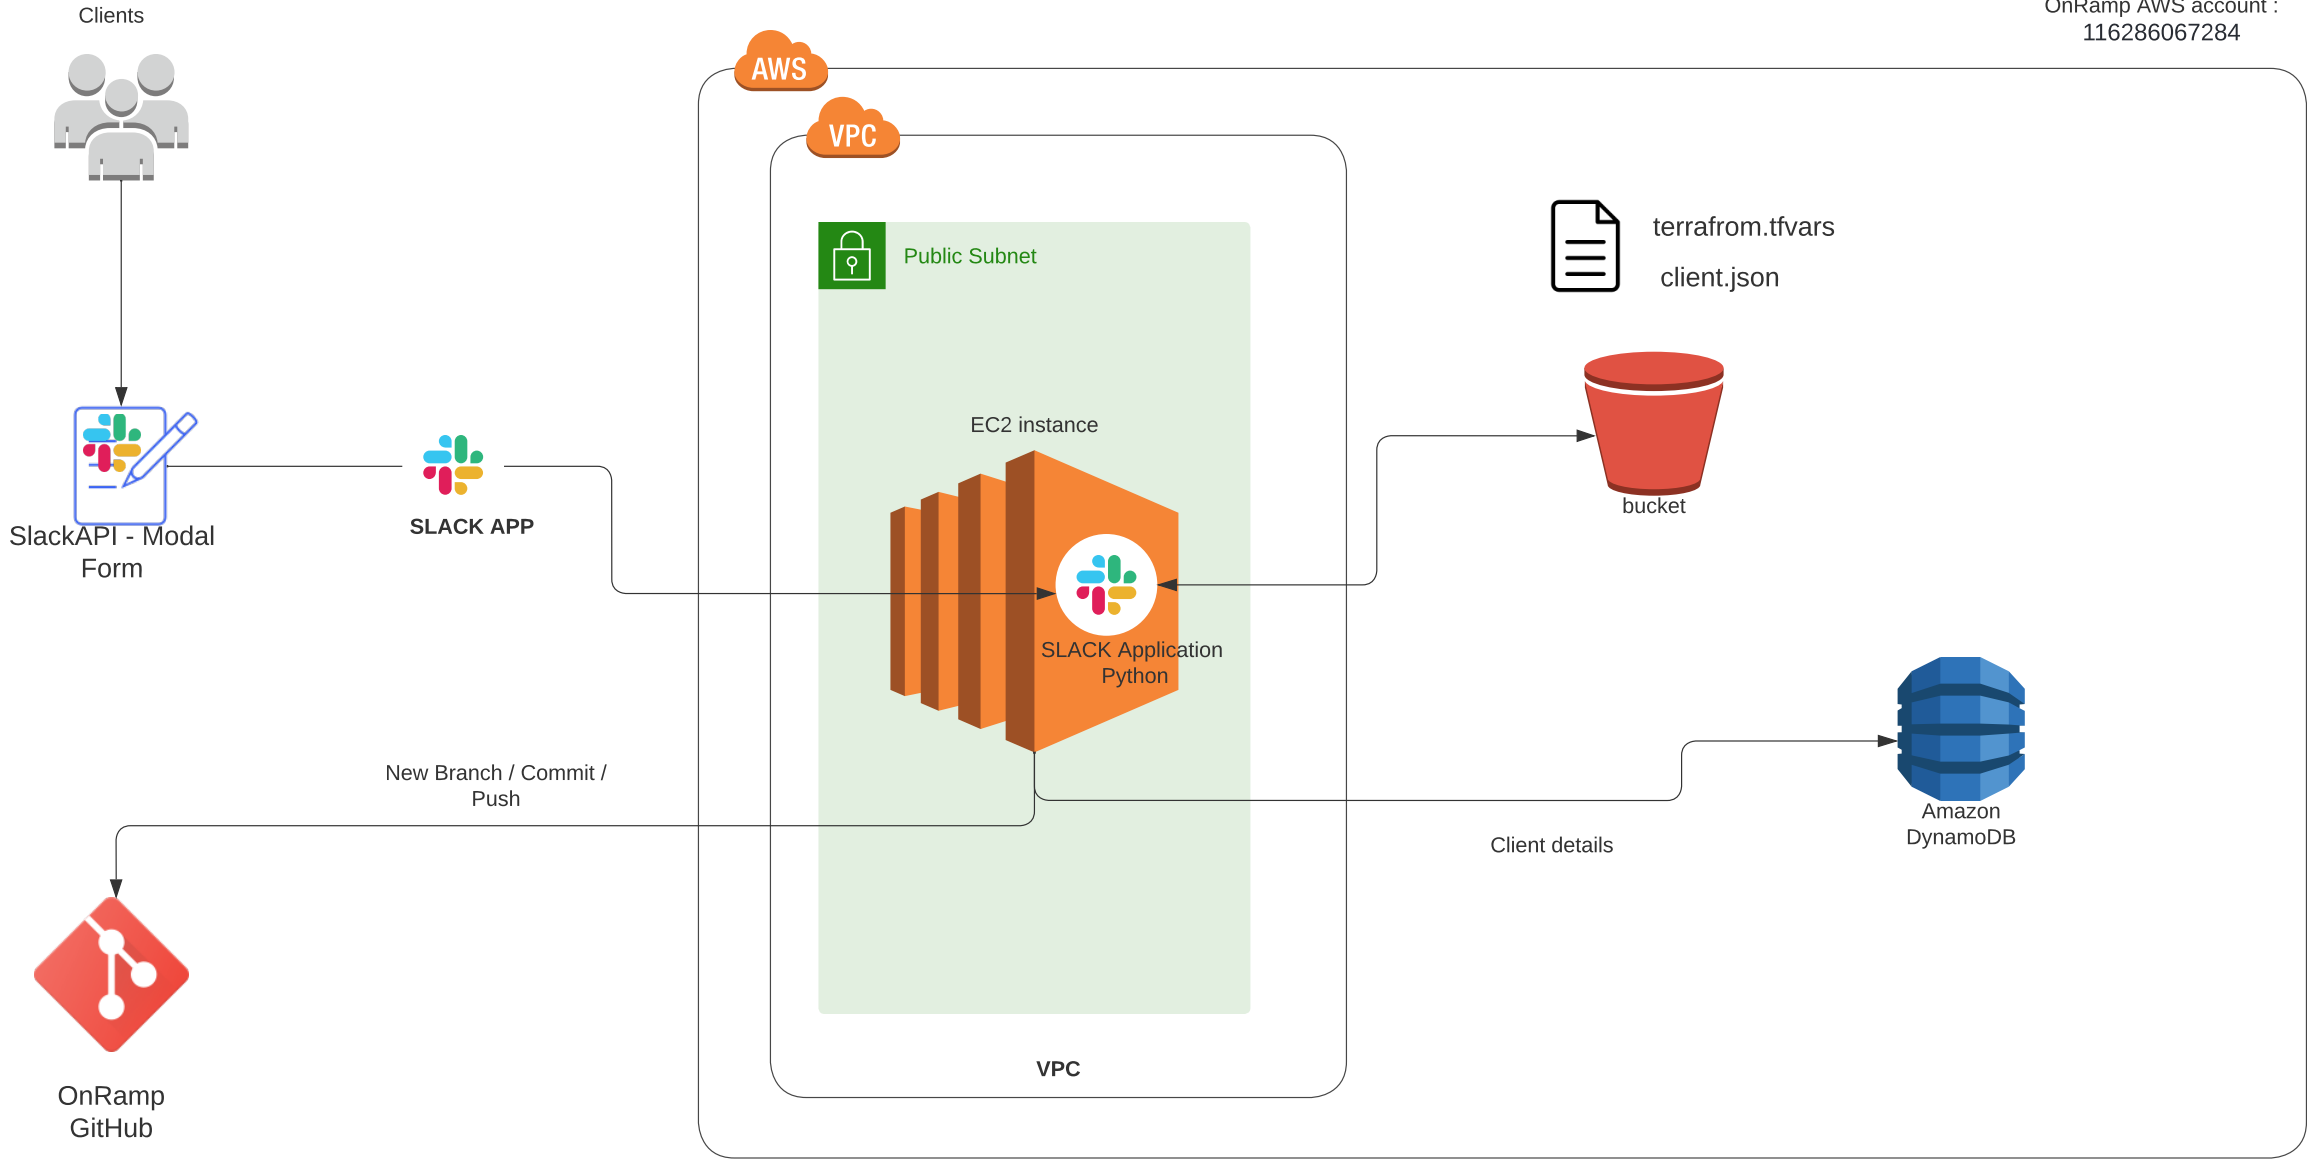 Clients
OnRamp AWS account :
116286067284
AWS
VPC
Public Subnet
terrafrom.tfvars
client.json
EC2 instance
bucket
SLACK APP
SlackAPI - Modal
Form
SLACK Application
Python
New Branch / Commit /
Push
Amazon
DynamoDB
Client details
VPC
OnRamp
GitHub